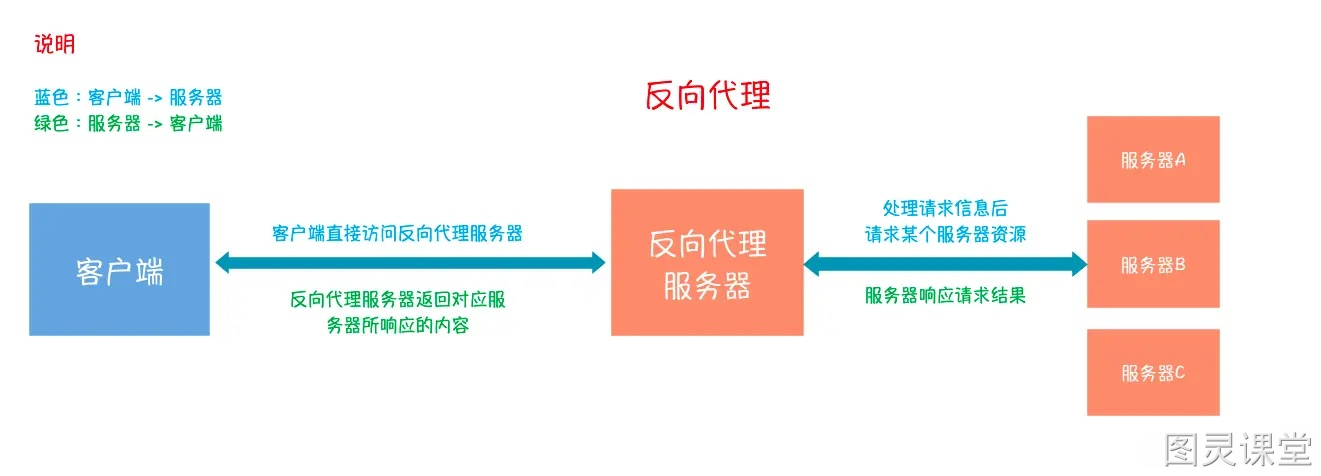 说明
蓝色：客户端 -> 服务器
绿色：服务器 -> 客户端
反向代理
客户端
客户端直接访问反向代理服务器
反向代理服务器返回对应服
务器所响应的内容
反向代理
服务器
处理请求信息后
请求某个服务器资源
服务器响应请求结果
服务器A
服务器B
服务器C
图灵课堂